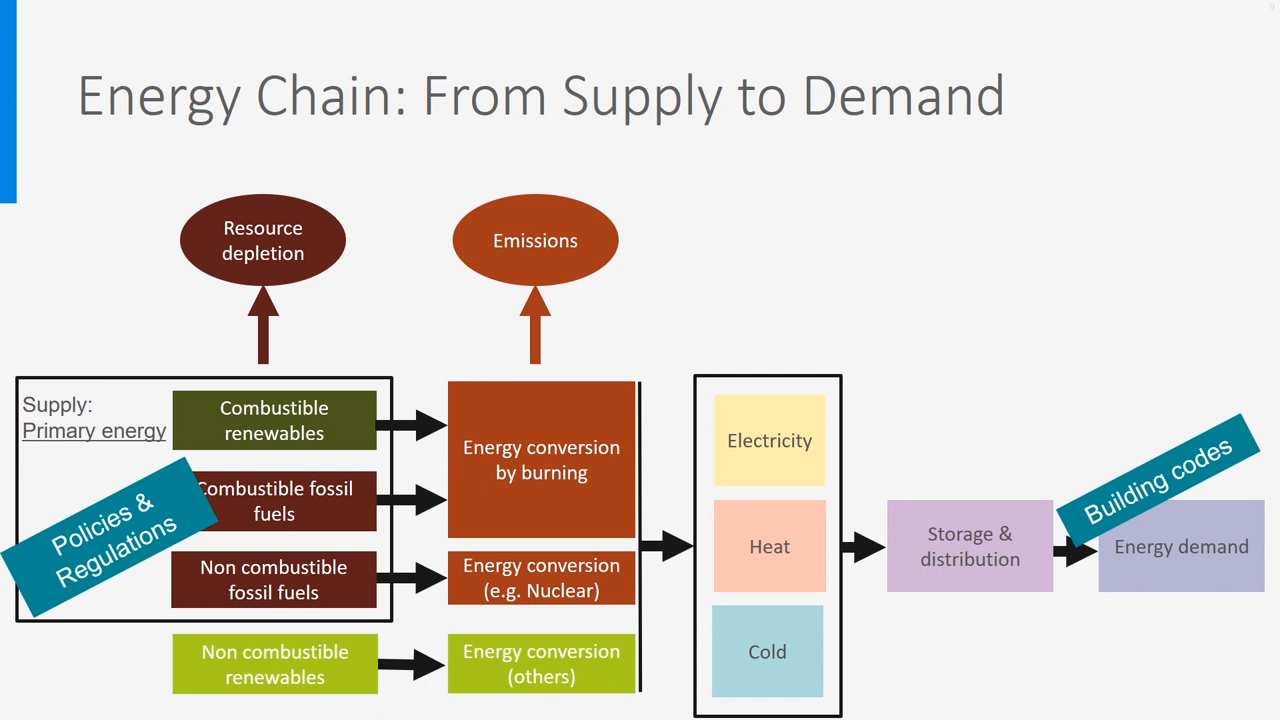 9
Energy Chain: From Supply to Demand
Resource
depletion
Emissions
Supply:
Primary energy
Combustible
renewables
Combustible fossil
fuels
Non combustible
fossil fuels
Non combustible
renewables
Policies &
Regulations
Energy conversion
by burning
Energy conversion
(e.g. Nuclear)
Energy conversion
(others)
Electricity
Heat
Cold
Storage &
distribution
Building codes
Energy demand